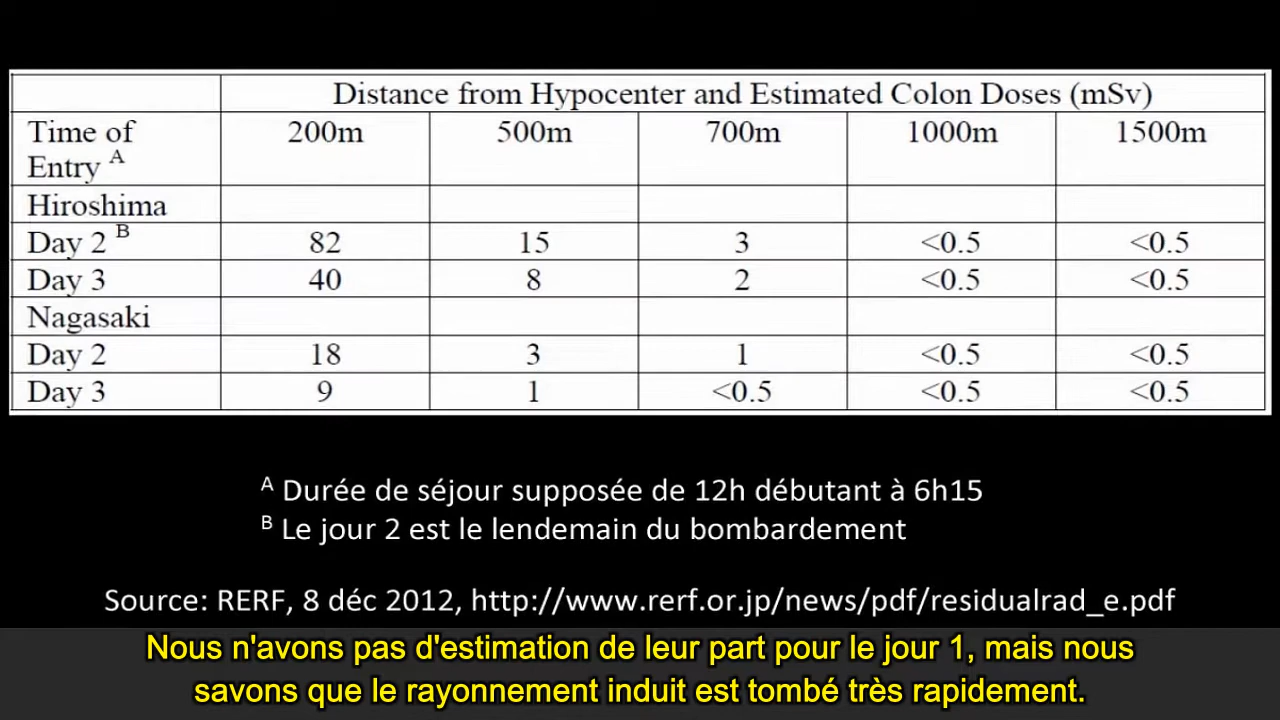 Distance from Hypocenter and Estimated Colon Doses (mSv)
Time of Entry A 200m 500m 700m 1000m 1500m
Hiroshima
Day 2 B 82 15 3 <0.5 <0.5
Day 3 40 8 2 <0.5 <0.5
Nagasaki
Day 2 18 3 1 <0.5 <0.5
Day 3 9 1 <0.5 <0.5 <0.5
A Durée de séjour supposée de 12h débutant à 6h15
B Le jour 2 est le lendemain du bombardement
Source: RERF, 8 déc 2012, http://www.rerf.or.jp/news/pdf/residualrad_e.pdf
Nous n'avons pas d'estimation de leur part pour le jour 1, mais nous
savons que le rayonnement induit est tombé très rapidement.